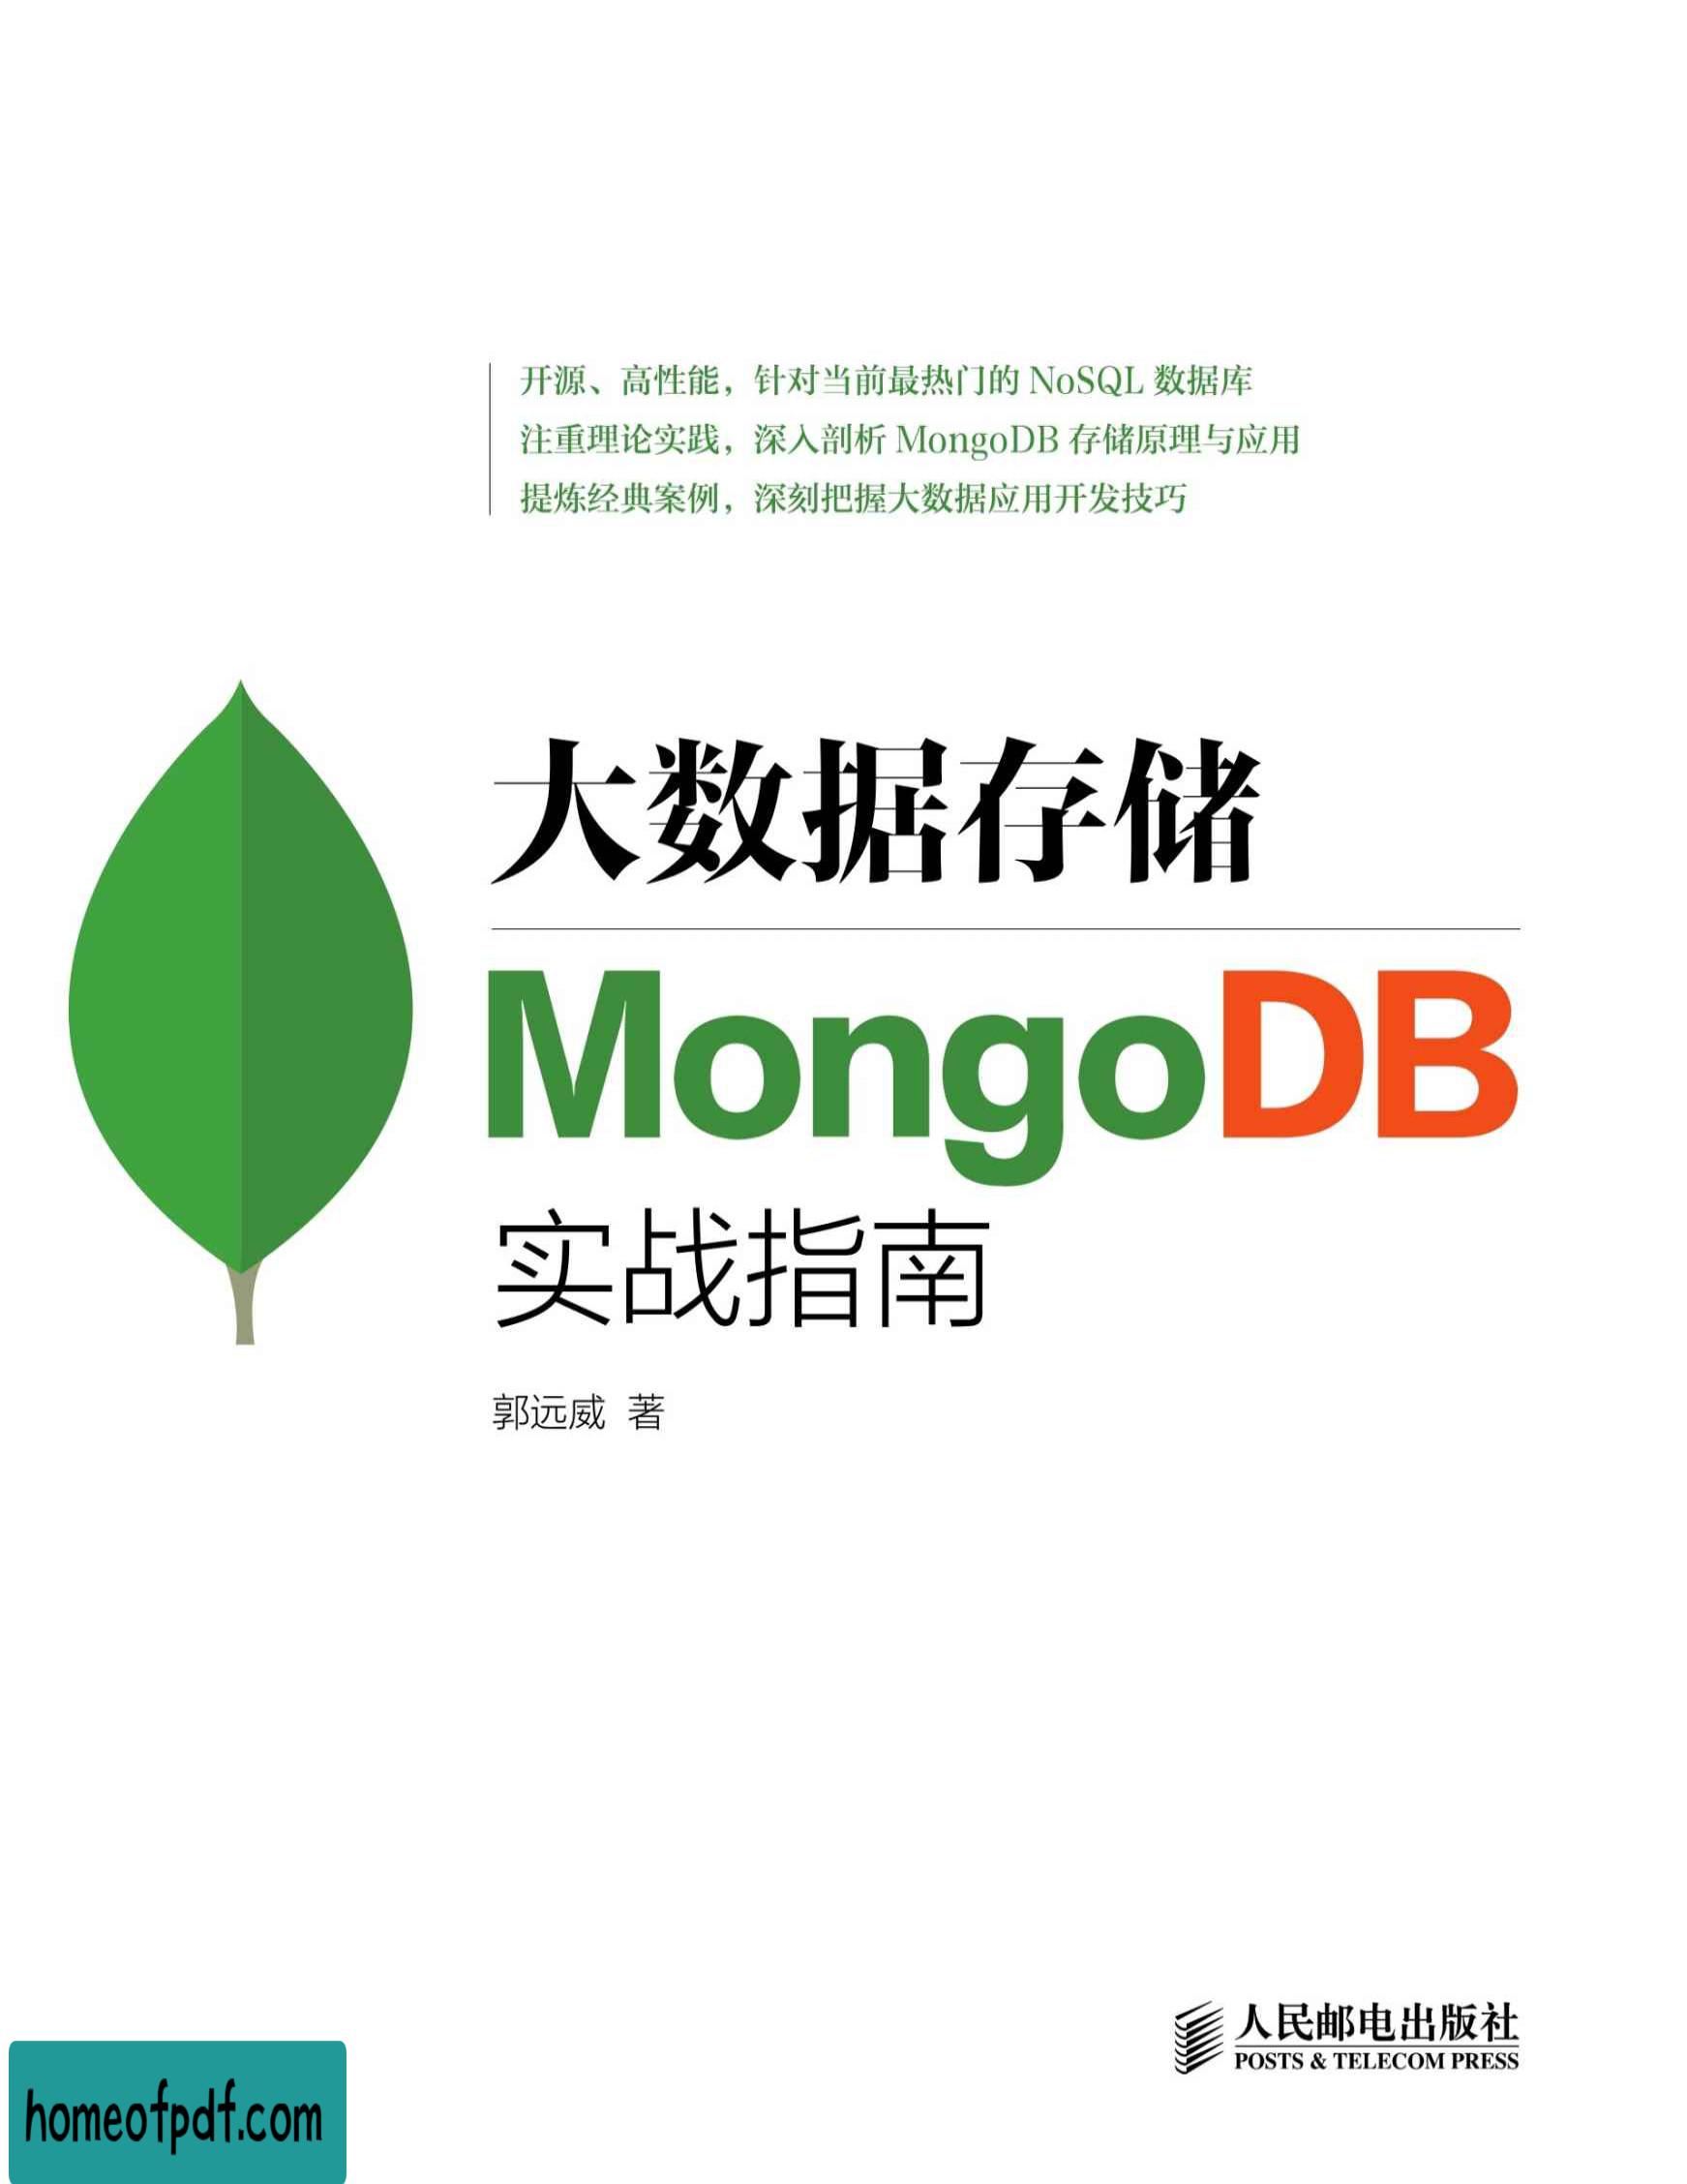 开源、高性能，针对当前最热门的 NoSQL 数据库
注重理论实践，深入剖析 MongoDB 存储原理与应用
提炼经典案例，深刻把握大数据应用开发技巧
大数据存储
MongoDB
实战指南
郭远威 著
人民邮电出版社
POSTS & TELECOM PRESS
homeofpdf.com